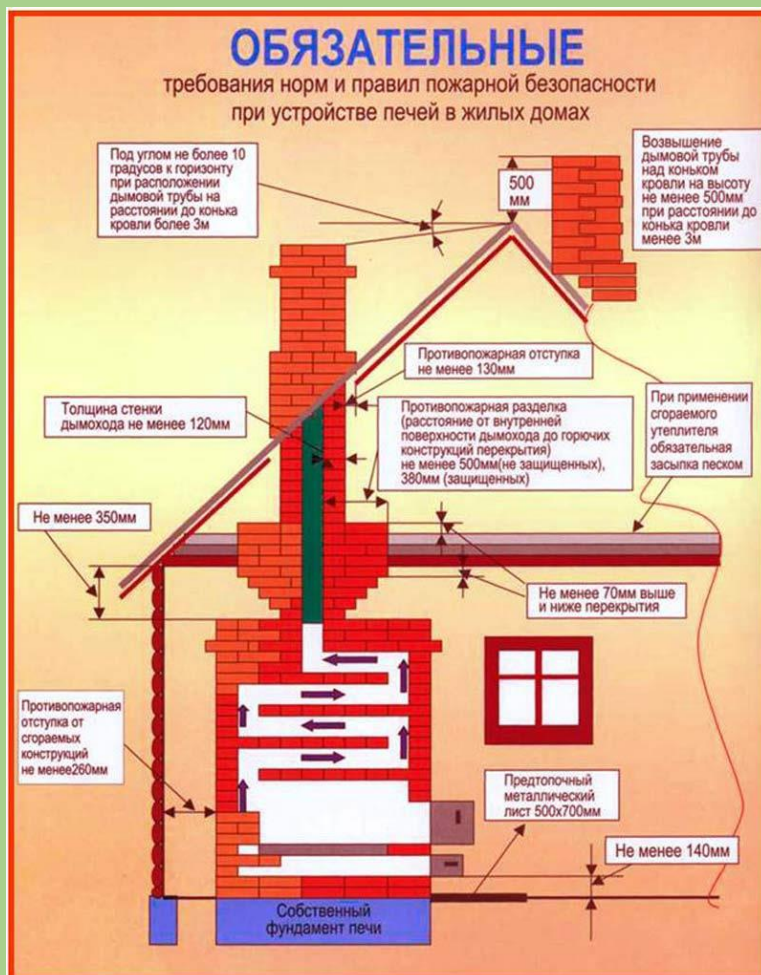 ОБЯЗАТЕЛЬНЫЕ
требования норм и правил пожарной безопасности
при устройстве печей в жилых домах
Под углом не более 10
градусов к горизонту
при расположении
дымовой трубы на
расстоянии до конька
кровли более 3м
500
мм
Возвышение
дымовой трубы
над коньком
кровли на высоту
не менее 500мм
при расстоянии до
конька кровли
менее 3м
Противопожарная отступка
не менее 130мм
Толщина стенки
дымохода не менее 120мм
Противопожарная разделка
(расстояние от внутренней
поверхности дымохода до горючих
конструкций перекрытия)
не менее 500мм(не защищенных),
380мм (защищенных)
При применении
сгораемого
утеплителя
обязательная
засыпка песком
Не менее 350мм
Не менее 70мм выше
и ниже перекрытия
Противопожарная
отступка от
сгораемых
конструкций
не менее260мм
Предтопочный
металлический
лист 500х700мм
Не менее 140мм
Собственный
фундамент печи